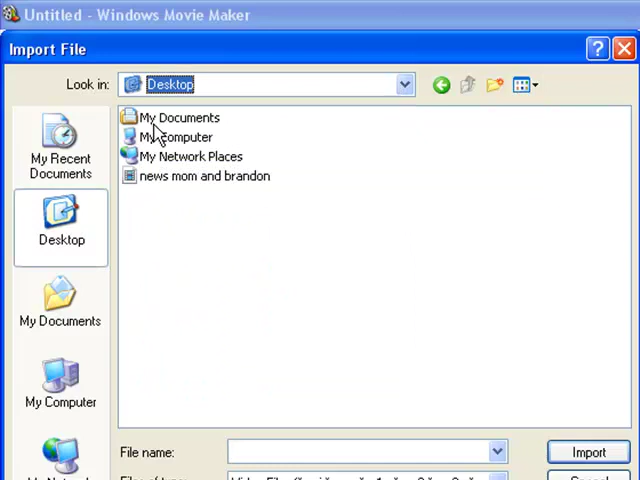 Untitled - Windows Movie Maker
Import File
Look in:
Desktop
My Recent
Documents
Desktop
My Documents
My Computer
My Documents
My Computer
My Network Places
news mom and brandon
File name:
Import